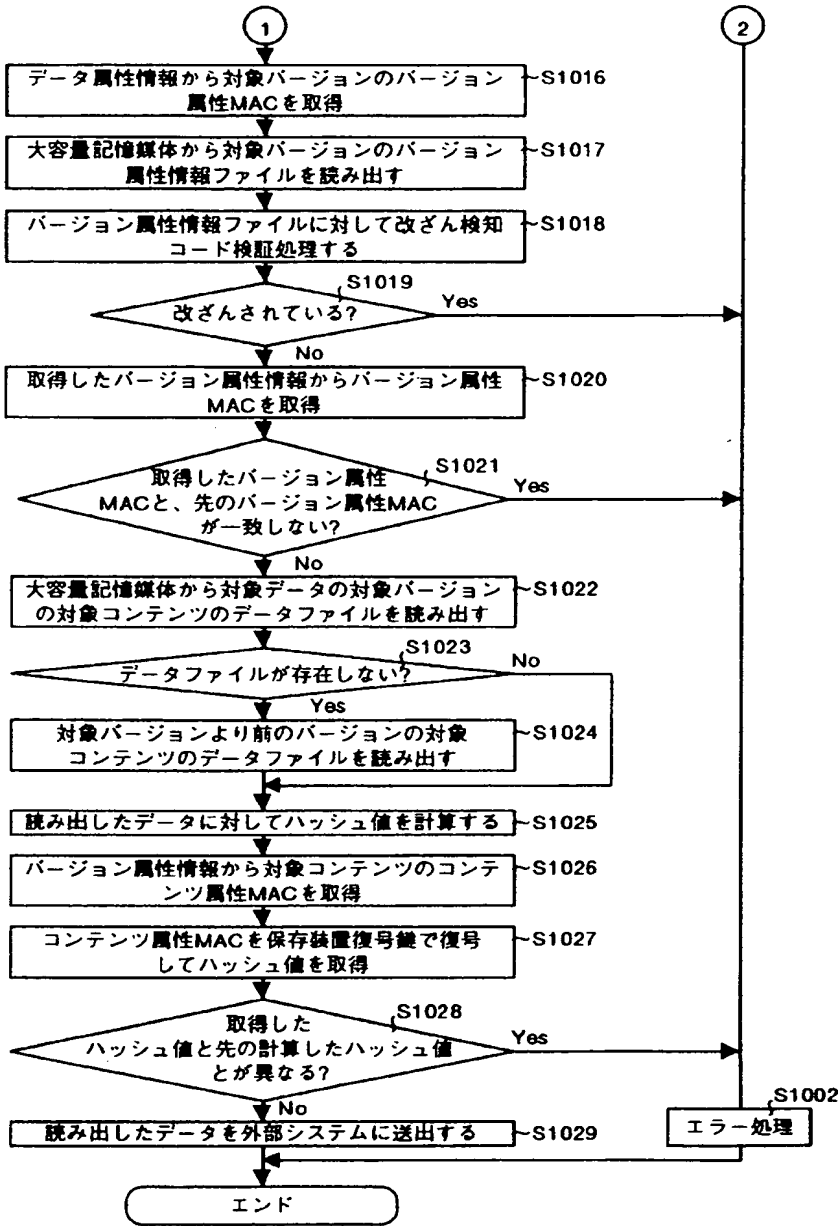 1
2
データ属性情報から対象バージョンのバージョン
属性MACを取得
S1016
大容量記憶媒体から対象バージョンのバージョン
属性情報ファイルを読み出す
S1017
バージョン属性情報ファイルに対して改ざん検知
コード検証処理する
S1018
改ざんされている?
S1019
Yes
No
取得したバージョン属性情報からバージョン属性
MACを取得
S1020
取得したバージョン属性
MACと、先のバージョン属性MAC
が一致しない?
S1021
Yes
No
大容量記憶媒体から対象データの対象バージョン
の対象コンテンツのデータファイルを読み出す
S1022
データファイルが存在しない?
S1023
No
Yes
対象バージョンより前のバージョンの対象
コンテンツのデータファイルを読み出す
S1024
読み出したデータに対してハッシュ値を計算する
S1025
バージョン属性情報から対象コンテンツのコンテ
ンツ属性MACを取得
S1026
コンテンツ属性MACを保存装置復号鍵で復号
してハッシュ値を取得
S1027
取得した
ハッシュ値と先の計算したハッシュ値
とが異なる?
S1028
Yes
No
読み出したデータを外部システムに送出する
S1029
S1002
エラー処理
エンド